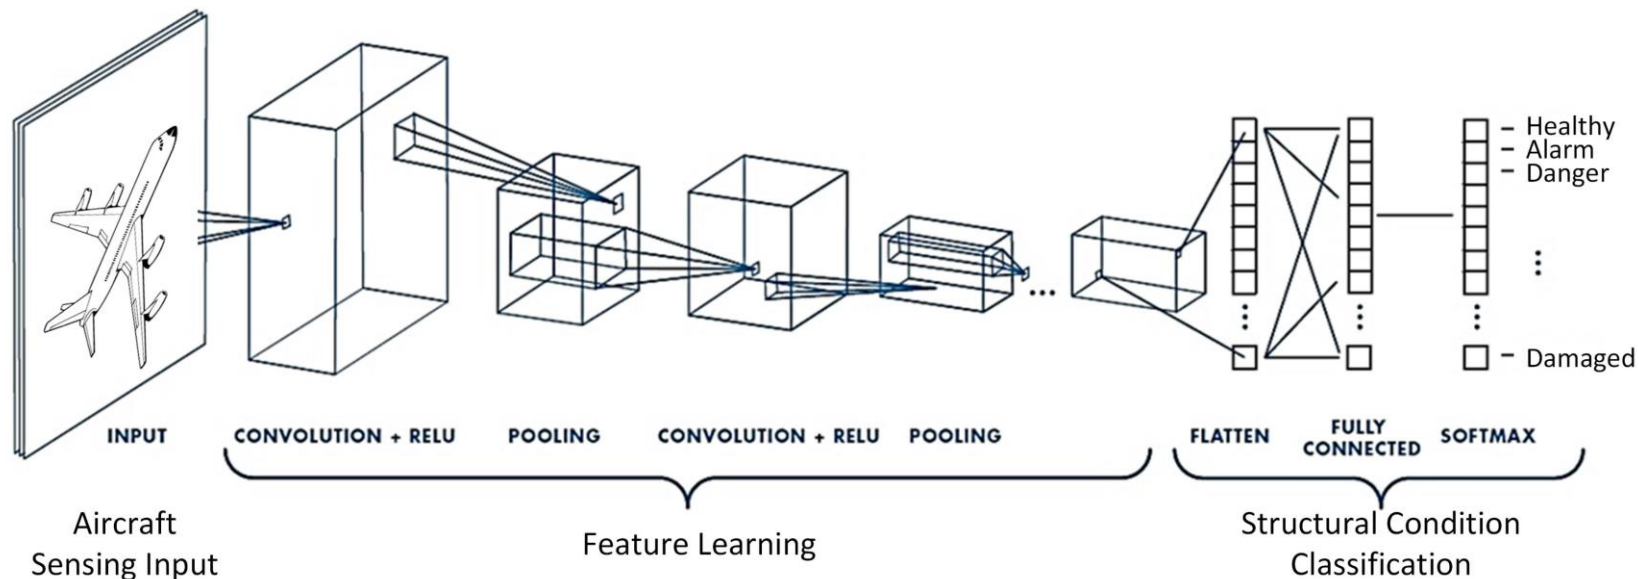 Healthy
Alarm
Danger
Damaged
INPUT
CONVOLUTION + RELU
POOLING
CONVOLUTION + RELU
POOLING
FLATTEN
FULLY
CONNECTED
SOFTMAX
Aircraft
Sensing Input
Feature Learning
Structural Condition
Classification